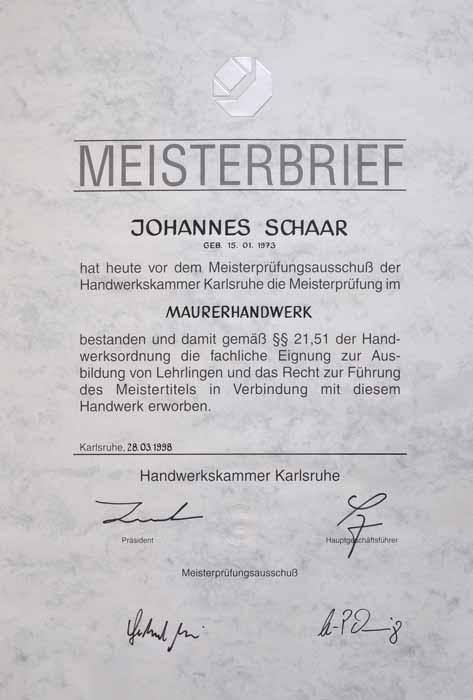 MEISTERBRIEF
JOHANNES SCHAAR
GEB. 15. 01. 1973
hat heute vor dem Meisterprüfungsausschuß der
Handwerkskammer Karlsruhe die Meisterprüfung im
MAURERHANDWERK
bestanden und damit gemäß §§ 21,51 der Hand-
werksordnung die fachliche Eignung zur Aus-
bildung von Lehrlingen und das Recht zur Führung
des Meistertitels in Verbindung mit diesem
Handwerk erworben.
Karlsruhe, 28.03.1998
Handwerkskammer Karlsruhe
Präsident
Hauptgeschäftsführer
Meisterprüfungsausschuß